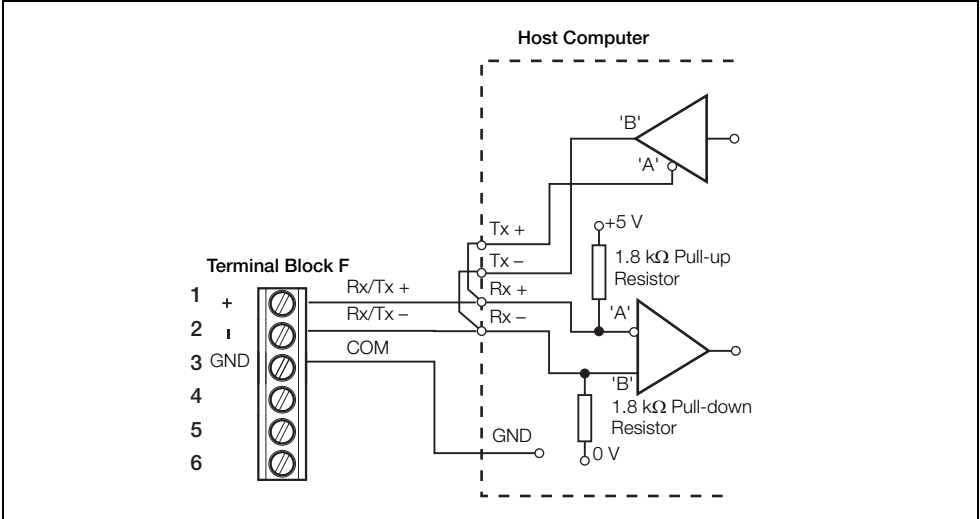 Host Computer
'B'
'A'
Tx +
+5 V
Tx –
1.8 kΩ Pull-up
Resistor
Terminal Block F
Rx/Tx +
Rx +
1 +
'A'
Rx/Tx –
Rx –
2 –
COM
3 GND
'B'
4
1.8 kΩ Pull-down
Resistor
5
GND
0 V
6